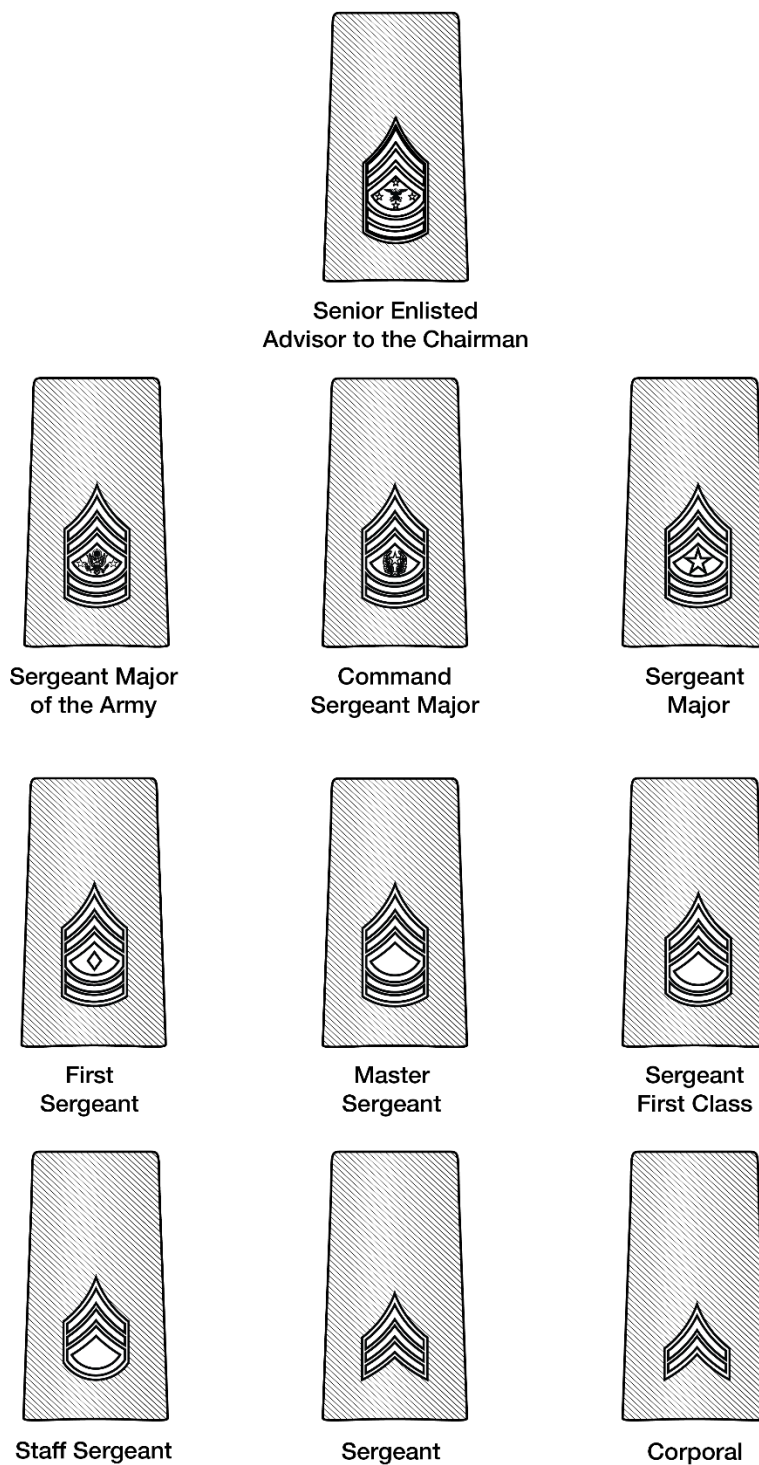 Senior Enlisted
Advisor to the Chairman
Sergeant Major
of the Army
Command
Sergeant Major
Sergeant
Major
First
Sergeant
Master
Sergeant
Sergeant
First Class
Staff Sergeant
Sergeant
Corporal